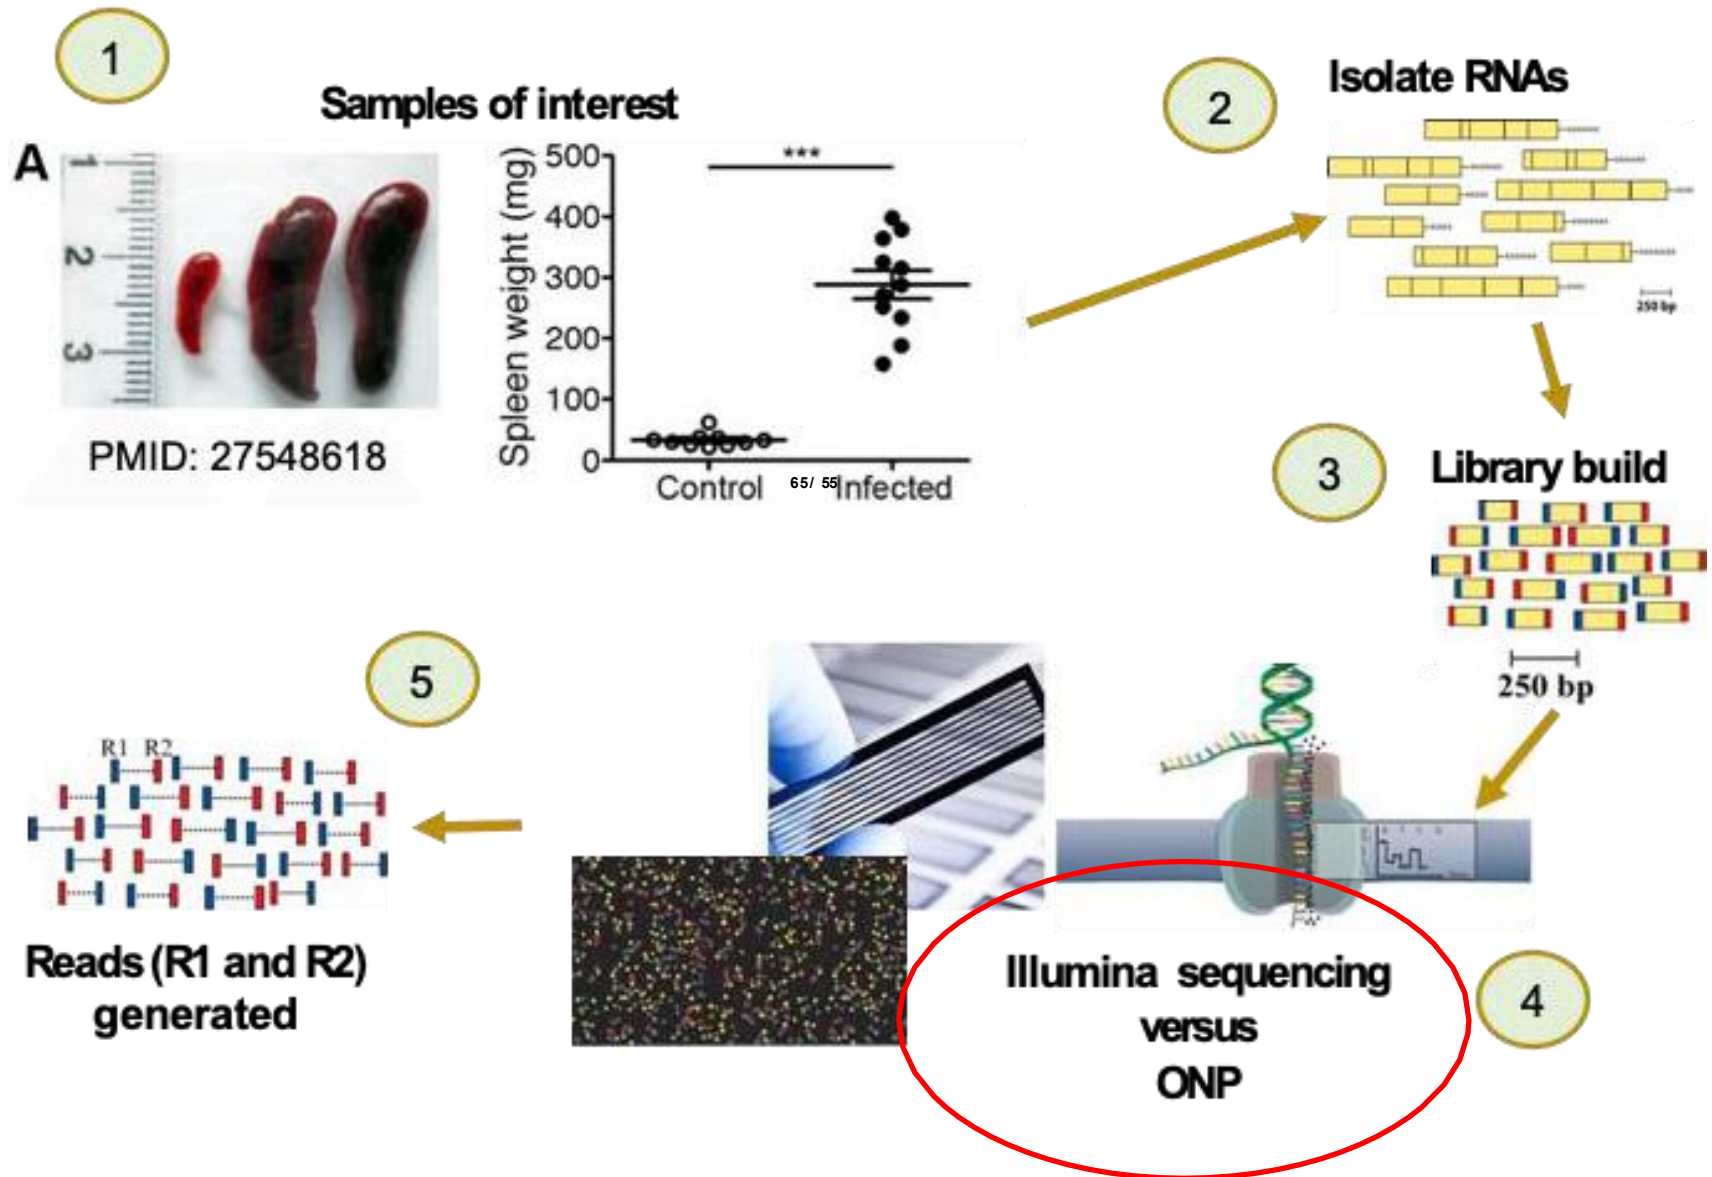 1
Samples of interest
A
1
2
3
PMID: 27548618
Spleen weight (mg)
500
400
300
200
100
0
***
Control
65/ 55
Infected
2
Isolate RNAs
250 bp
3
Library build
250 bp
4
Illumina sequencing
versus
ONP
5
R1 R2
Reads (R1 and R2)
generated